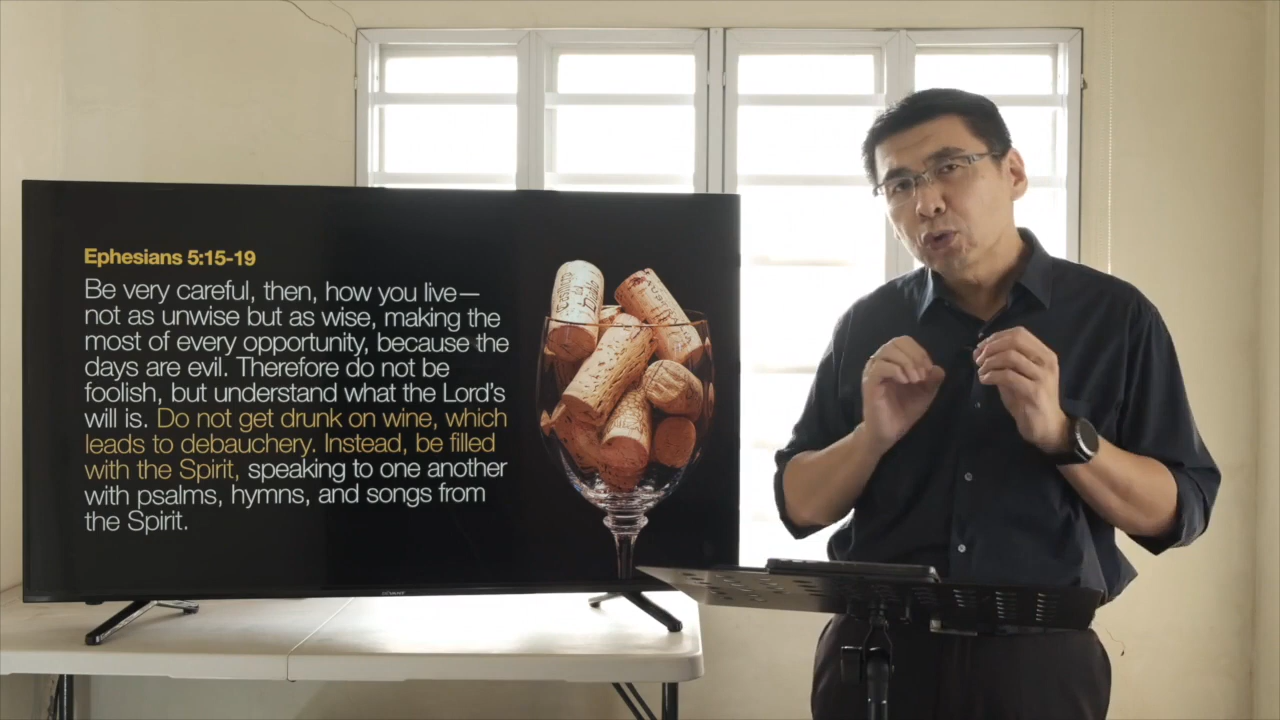 Ephesians 5:15-19
Be very careful, then, how you live—
not as unwise but as wise, making the
most of every opportunity, because the
days are evil. Therefore do not be
foolish, but understand what the Lord's
will is. Do not get drunk on wine, which
leads to debauchery. Instead, be filled
with the Spirit, speaking to one another
with psalms, hymns, and songs from
the Spirit.